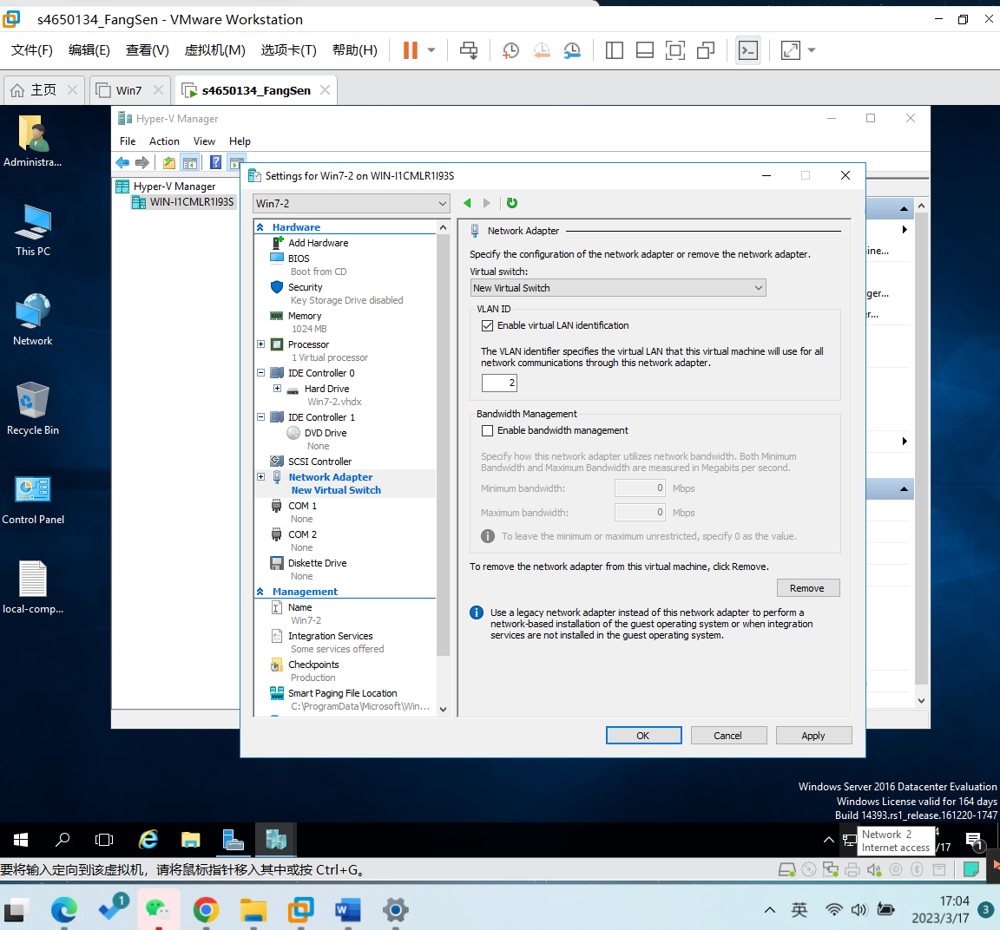 s4650134_FangSen - VMware Workstation
文件(F) 编辑(E) 查看(V) 虚拟机(M) 选项卡(T) 帮助(H)
主页
Win7
s4650134_FangSen
Administra...
This PC
Network
Recycle Bin
Control Panel
local-comp...
Hyper-V Manager
File Action View Help
Hyper-V Manager
WIN-I1CMLR1I93S
Settings for Win7-2 on WIN-I1CMLR1I93S
Win7-2
Hardware
Add Hardware
BIOS
Boot from CD
Security
Key Storage Drive disabled
Memory
1024 MB
Processor
1 Virtual processor
IDE Controller 0
Hard Drive
Win7-2.vhdx
IDE Controller 1
DVD Drive
None
SCSI Controller
Network Adapter
New Virtual Switch
COM 1
None
COM 2
None
Diskette Drive
None
Management
Name
Win7-2
Integration Services
Some services offered
Checkpoints
Production
Smart Paging File Location
C:\ProgramData\Microsoft\Win...
Network Adapter
Specify the configuration of the network adapter or remove the network adapter.
Virtual switch:
New Virtual Switch
VLAN ID
Enable virtual LAN identification
The VLAN identifier specifies the virtual LAN that this virtual machine will use for all
network communications through this network adapter.
2
Bandwidth Management
Enable bandwidth management
Specify how this network adapter utilizes network bandwidth. Both Minimum
Bandwidth and Maximum Bandwidth are measured in Megabits per second.
Minimum bandwidth: 0 Mbps
Maximum bandwidth: 0 Mbps
To leave the minimum or maximum unrestricted, specify 0 as the value.
To remove the network adapter from this virtual machine, click Remove.
Remove
Use a legacy network adapter instead of this network adapter to perform a
network-based installation of the guest operating system or when integration
services are not installed in the guest operating system.
OK Cancel Apply
ine...
ger...
r...
Windows Server 2016 Datacenter Evaluation
Windows License valid for 164 days
Build 14393.rs1_release.161220-1747
Network 2
Internet access
4
/17
1
要将输入定向到该虚拟机，请将鼠标指针移入其中或按 Ctrl+G。
1
英
17:04
2023/3/17
3